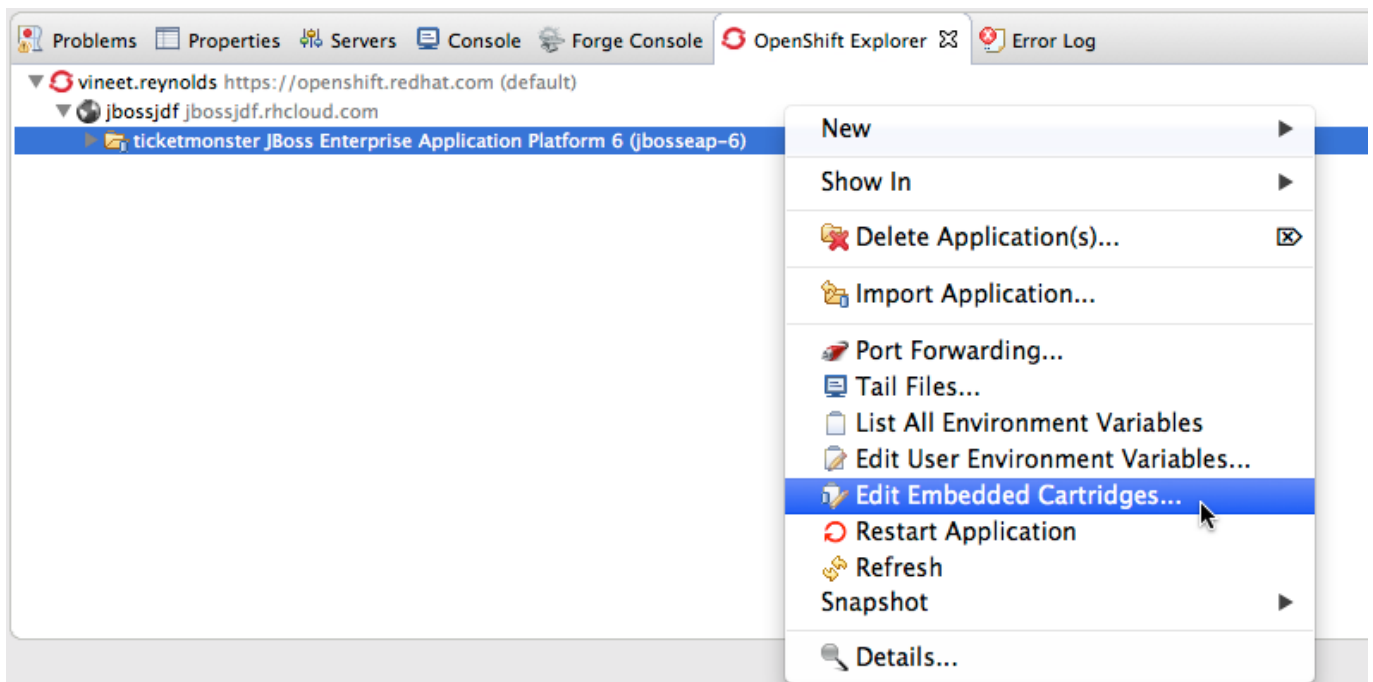 Problems Properties Servers Console Forge Console OpenShift Explorer Error Log
vineet.reynolds https://openshift.redhat.com (default)
jbossjdf jbossjdf.rhcloud.com
ticketmonster JBoss Enterprise Application Platform 6 (jbosseap-6)
New
Show In
Delete Application(s)...
Import Application...
Port Forwarding...
Tail Files...
List All Environment Variables
Edit User Environment Variables...
Edit Embedded Cartridges...
Restart Application
Refresh
Snapshot
Details...